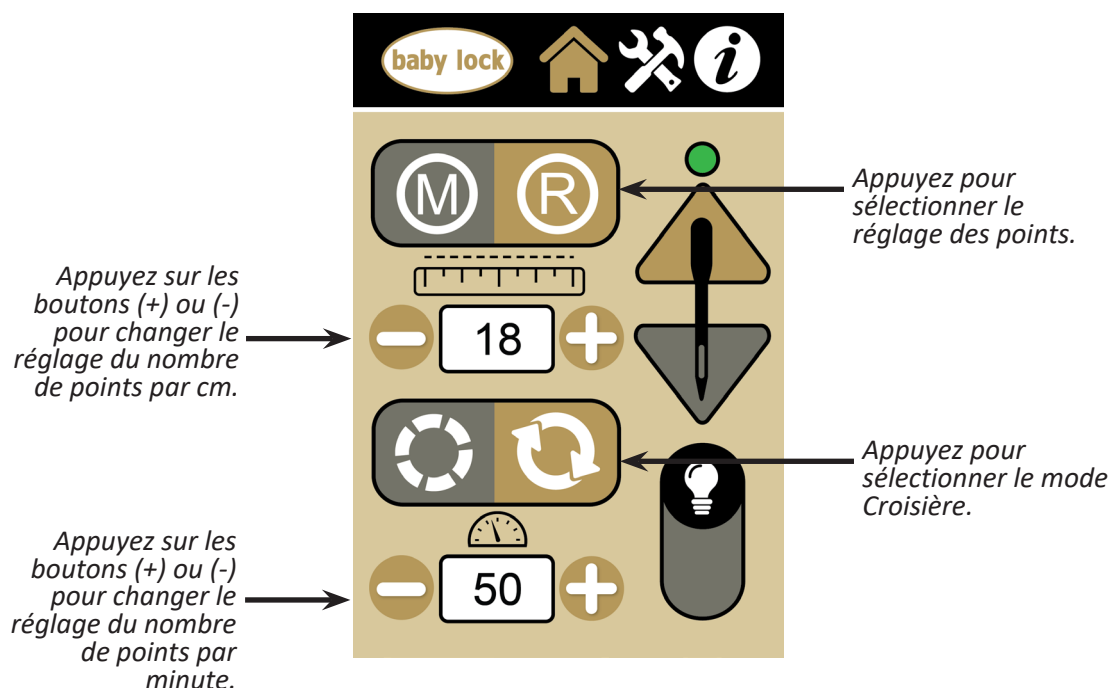 baby lock
i
M
R
Appuyez pour
sélectionner le
réglage des points.
Appuyez sur les
boutons (+) ou (-)
pour changer le
réglage du nombre
de points par cm.
18
Appuyez pour
sélectionner le mode
Croisière.
Appuyez sur les
boutons (+) ou (-)
pour changer le
réglage du nombre
de points par
minute.
50